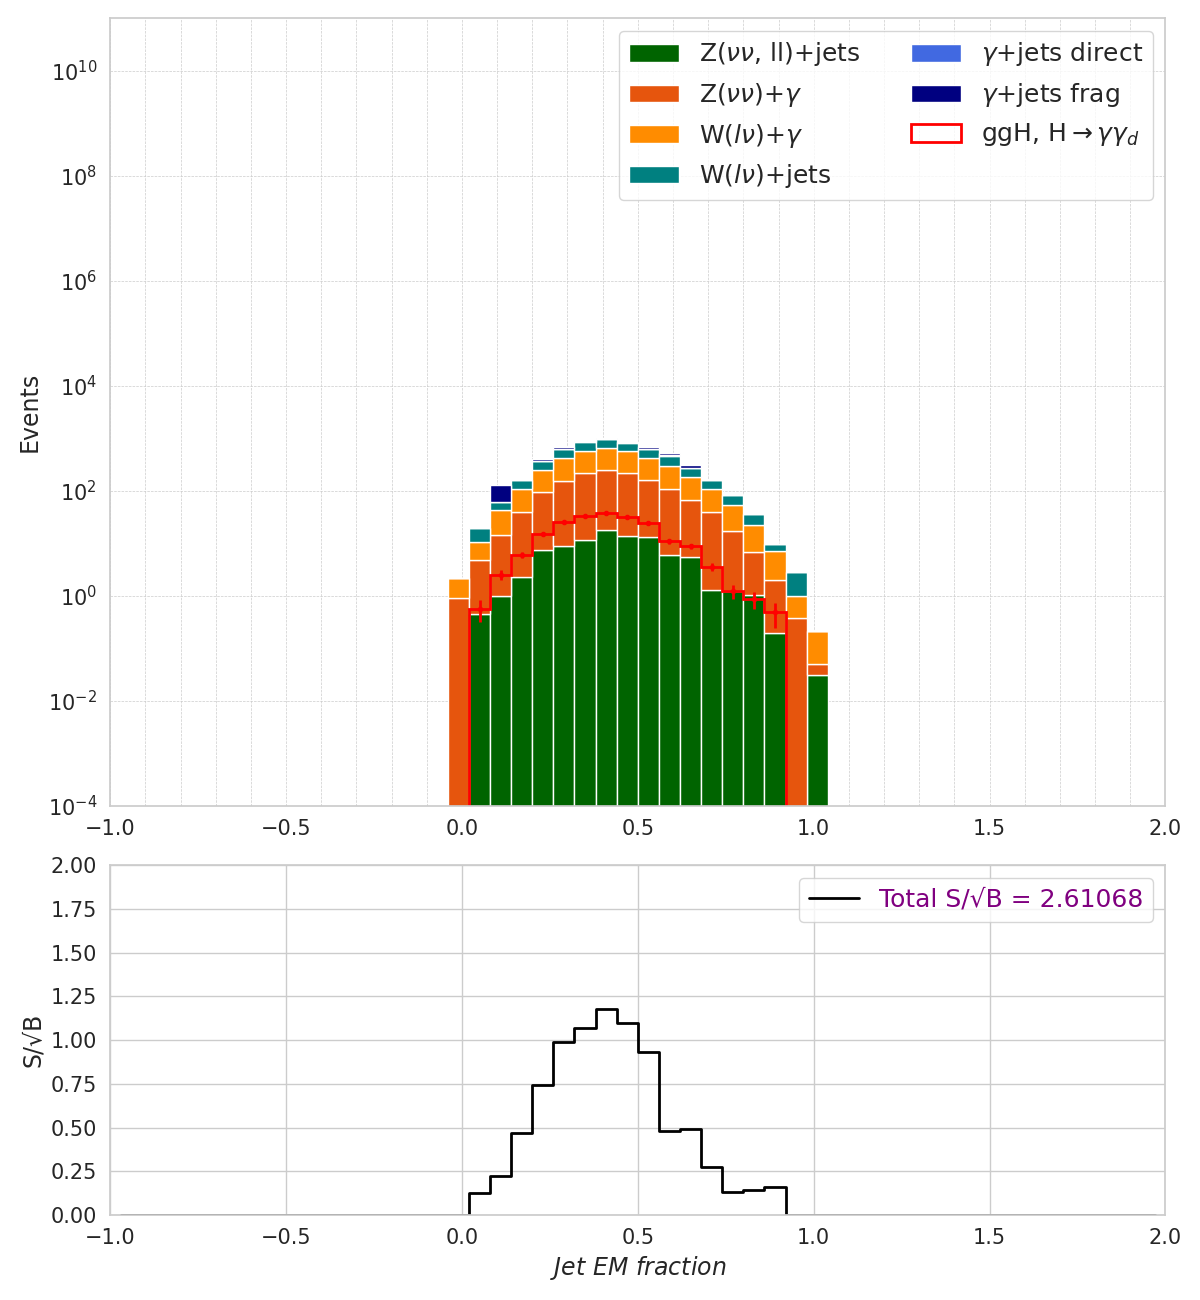 Z(νν, ll)+jets
Z(νν)+γ
W(lν)+γ
W(lν)+jets
γ+jets direct
γ+jets frag
ggH, H→γγ_d
Events
10^10
10^8
10^6
10^4
10^2
10^0
10^−2
10^−4
−1.0 −0.5 0.0 0.5 1.0 1.5 2.0
Total S/√B = 2.61068
S/√B
2.00
1.75
1.50
1.25
1.00
0.75
0.50
0.25
0.00
−1.0 −0.5 0.0 0.5 1.0 1.5 2.0
Jet EM fraction